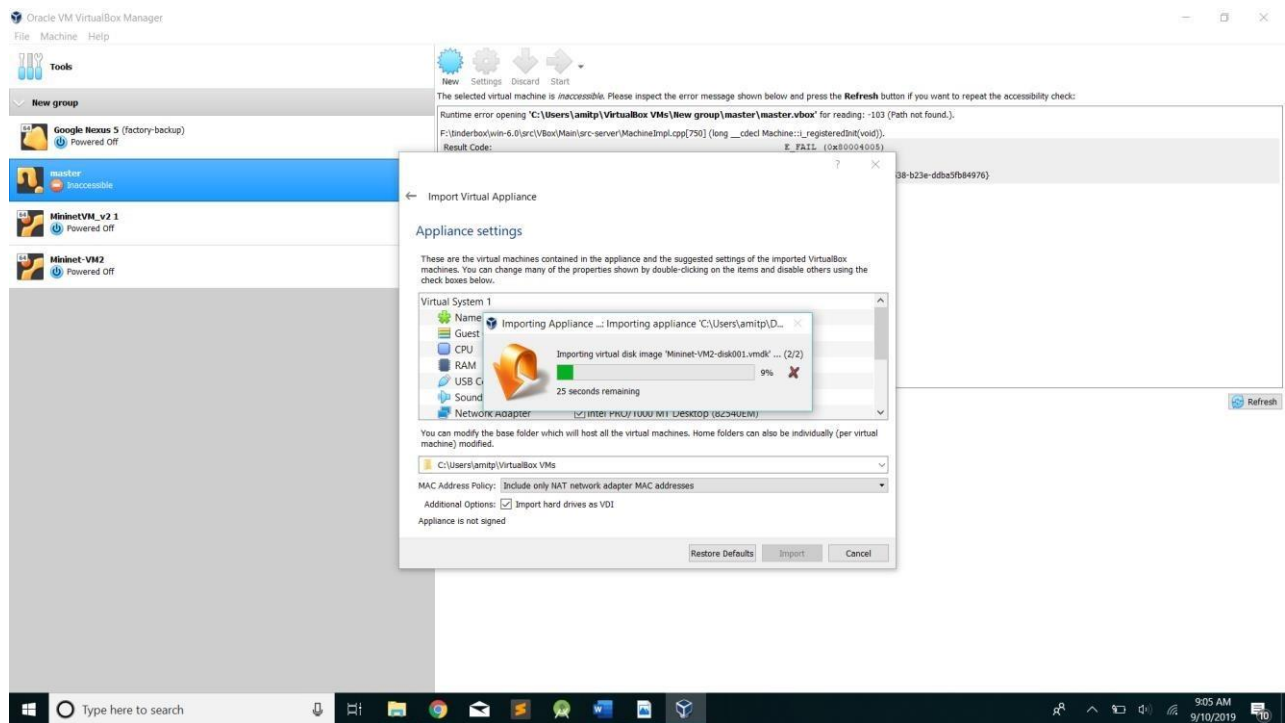 Oracle VM VirtualBox Manager
File Machine Help
Tools
New group
64
Google Nexus 5 (factory-backup)
Powered Off
master
Inaccessible
64
MininetVM_v2 1
Powered Off
64
Mininet-VM2
Powered Off
New Settings Discard Start
The selected virtual machine is inaccessible. Please inspect the error message shown below and press the Refresh button if you want to repeat the accessibility check:
Runtime error opening 'C:\Users\amitp\VirtualBox VMs\New group\master\master.vbox' for reading: -103 (Path not found.).
F:\tinderbox\win-6.0\src\VBox\Main\src-server\MachineImpl.cpp[750] (long __cdecl Machine::i_registeredInit(void)).
Result Code: E_FAIL (0x80004005)
38-b23e-ddba5fb84976}
Refresh
Import Virtual Appliance
Appliance settings
These are the virtual machines contained in the appliance and the suggested settings of the imported VirtualBox
machines. You can change many of the properties shown by double-clicking on the items and disable others using the
check boxes below.
Virtual System 1
Name
Guest
CPU
RAM
USB C
Sound
Network Adapter Intel PRO/1000 MT Desktop (82540EM)
Importing Appliance ...: Importing appliance 'C:\Users\amitp\D...
Importing virtual disk image 'Mininet-VM2-disk001.vmdk' ... (2/2)
9%
25 seconds remaining
You can modify the base folder which will host all the virtual machines. Home folders can also be individually (per virtual
machine) modified.
C:\Users\amitp\VirtualBox VMs
MAC Address Policy: Include only NAT network adapter MAC addresses
Additional Options: Import hard drives as VDI
Appliance is not signed
Restore Defaults Import Cancel
Type here to search
9:05 AM
9/10/2019
10